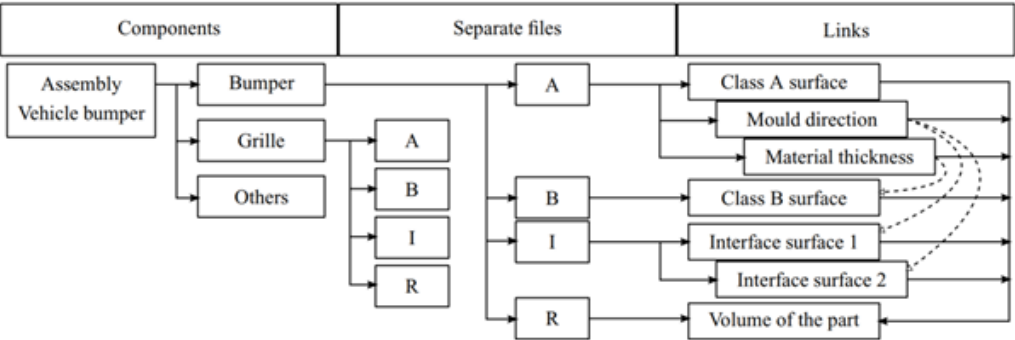 Components
Separate files
Links
Assembly
Vehicle bumper
Bumper
A
Class A surface
Mould direction
Grille
A
Material thickness
B
Others
B
Class B surface
I
I
Interface surface 1
R
Interface surface 2
R
Volume of the part